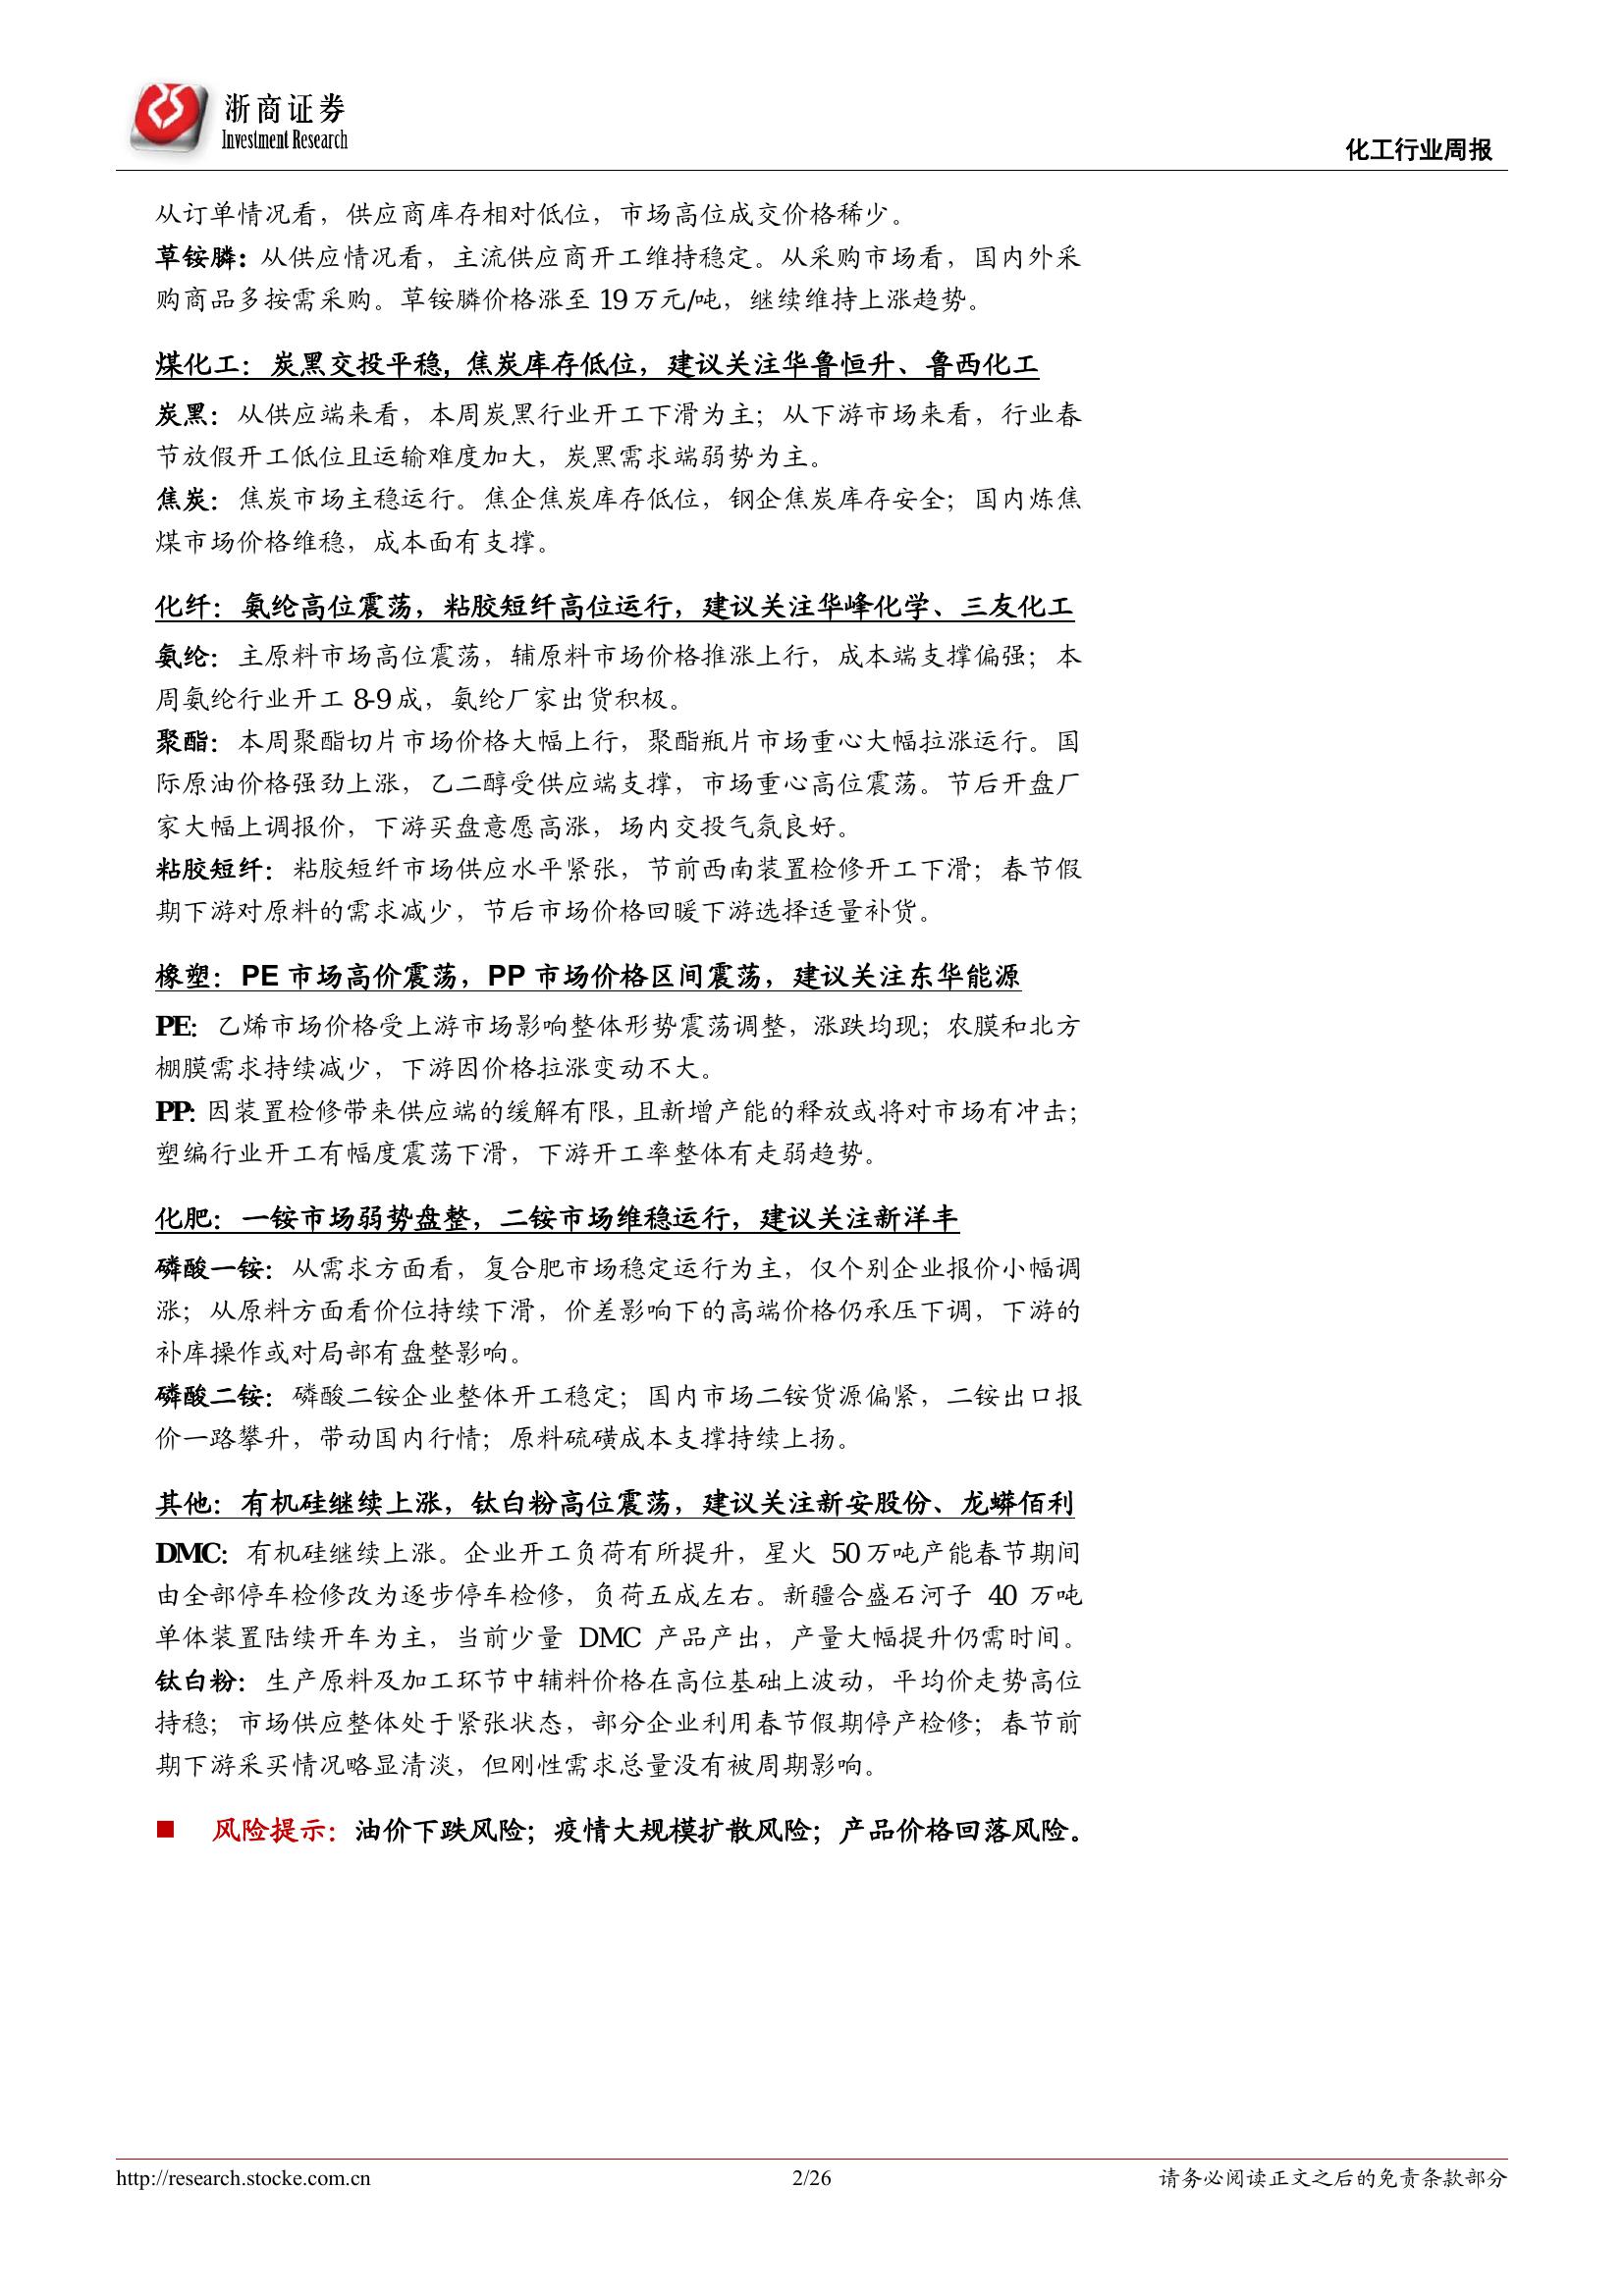 浙商证券
Investment Research
化工行业周报
从订单情况看，供应商库存相对低位，市场高位成交价格稀少。
草铵膦：从供应情况看，主流供应商开工维持稳定。从采购市场看，国内外采
购商品多按需采购。草铵膦价格涨至 19 万元/吨，继续维持上涨趋势。
煤化工：炭黑交投平稳，焦炭库存低位，建议关注华鲁恒升、鲁西化工
炭黑：从供应端来看，本周炭黑行业开工下滑为主；从下游市场来看，行业春
节放假开工低位且运输难度加大，炭黑需求端弱势为主。
焦炭：焦炭市场主稳运行。焦企焦炭库存低位，钢企焦炭库存安全；国内炼焦
煤市场价格维稳，成本面有支撑。
化纤：氨纶高位震荡，粘胶短纤高位运行，建议关注华峰化学、三友化工
氨纶：主原料市场高位震荡，辅原料市场价格推涨上行，成本端支撑偏强；本
周氨纶行业开工 8-9 成，氨纶厂家出货积极。
聚酯：本周聚酯切片市场价格大幅上行，聚酯瓶片市场重心大幅拉涨运行。国
际原油价格强劲上涨，乙二醇受供应端支撑，市场重心高位震荡。节后开盘厂
家大幅上调报价，下游买盘意愿高涨，场内交投气氛良好。
粘胶短纤：粘胶短纤市场供应水平紧张，节前西南装置检修开工下滑；春节假
期下游对原料的需求减少，节后市场价格回暖下游选择适量补货。
橡塑：PE 市场高价震荡，PP 市场价格区间震荡，建议关注东华能源
PE：乙烯市场价格受上游市场影响整体形势震荡调整，涨跌均现；农膜和北方
棚膜需求持续减少，下游因价格拉涨变动不大。
PP：因装置检修带来供应端的缓解有限，且新增产能的释放或将对市场有冲击；
塑编行业开工有幅度震荡下滑，下游开工率整体有走弱趋势。
化肥：一铵市场弱势盘整，二铵市场维稳运行，建议关注新洋丰
磷酸一铵：从需求方面看，复合肥市场稳定运行为主，仅个别企业报价小幅调
涨；从原料方面看价位持续下滑，价差影响下的高端价格仍承压下调，下游的
补库操作或对局部有盘整影响。
磷酸二铵：磷酸二铵企业整体开工稳定；国内市场二铵货源偏紧，二铵出口报
价一路攀升，带动国内行情；原料硫磺成本支撑持续上扬。
其他：有机硅继续上涨，钛白粉高位震荡，建议关注新安股份、龙蟒佰利
DMC：有机硅继续上涨。企业开工负荷有所提升，星火 50 万吨产能春节期间
由全部停车检修改为逐步停车检修，负荷五成左右。新疆合盛石河子 40 万吨
单体装置陆续开车为主，当前少量 DMC 产品产出，产量大幅提升仍需时间。
钛白粉：生产原料及加工环节中辅料价格在高位基础上波动，平均价走势高位
持稳；市场供应整体处于紧张状态，部分企业利用春节假期停产检修；春节前
期下游采买情况略显清淡，但刚性需求总量没有被周期影响。
■ 风险提示：油价下跌风险；疫情大规模扩散风险；产品价格回落风险。
http://research.stocke.com.cn
2/26
请务必阅读正文之后的免责条款部分